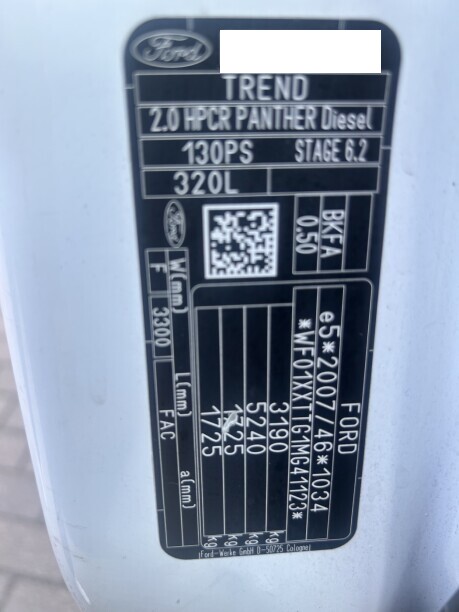 Ford
TREND
2.0 HPCR PANTHER Diesel
130PS STAGE 6.2
320L
Ford
BKFA
0.50
W(mm) L(mm) a(mm)
F 3300 FAC
FORD
e5*2007/46*1034
*WF01XXTTG1MG41123*
3190 kg
5240 kg
1725 kg
1725 kg
(Ford-Werke GmbH D-50725 Cologne)